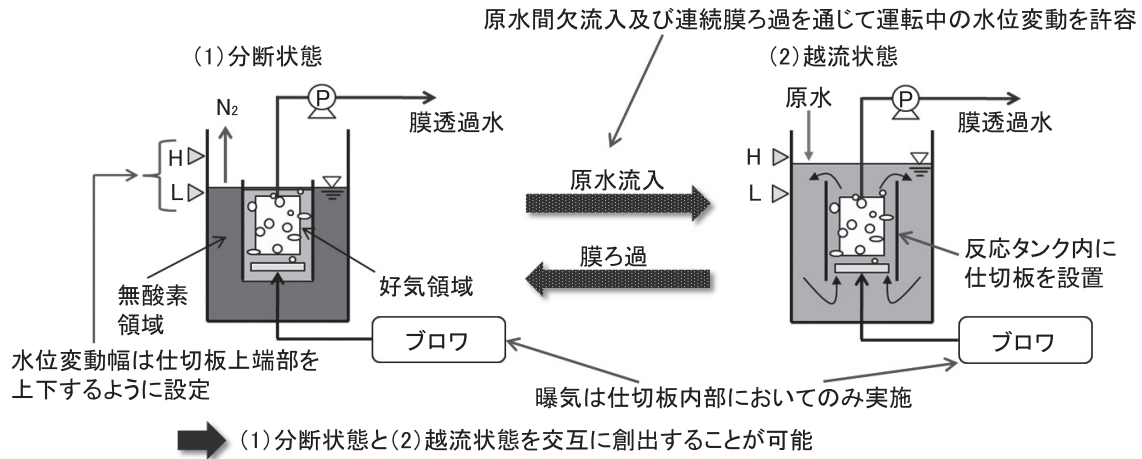 原水間欠流入及び連続膜ろ過を通じて運転中の水位変動を許容
(1)分断状態
(2)越流状態
N₂
P
膜透過水
H
L
原水流入
膜ろ過
原水
P
膜透過水
H
L
反応タンク内に
仕切板を設置
好気領域
無酸素
領域
ブロワ
ブロワ
水位変動幅は仕切板上端部を
上下するように設定
曝気は仕切板内部においてのみ実施
(1)分断状態と(2)越流状態を交互に創出することが可能